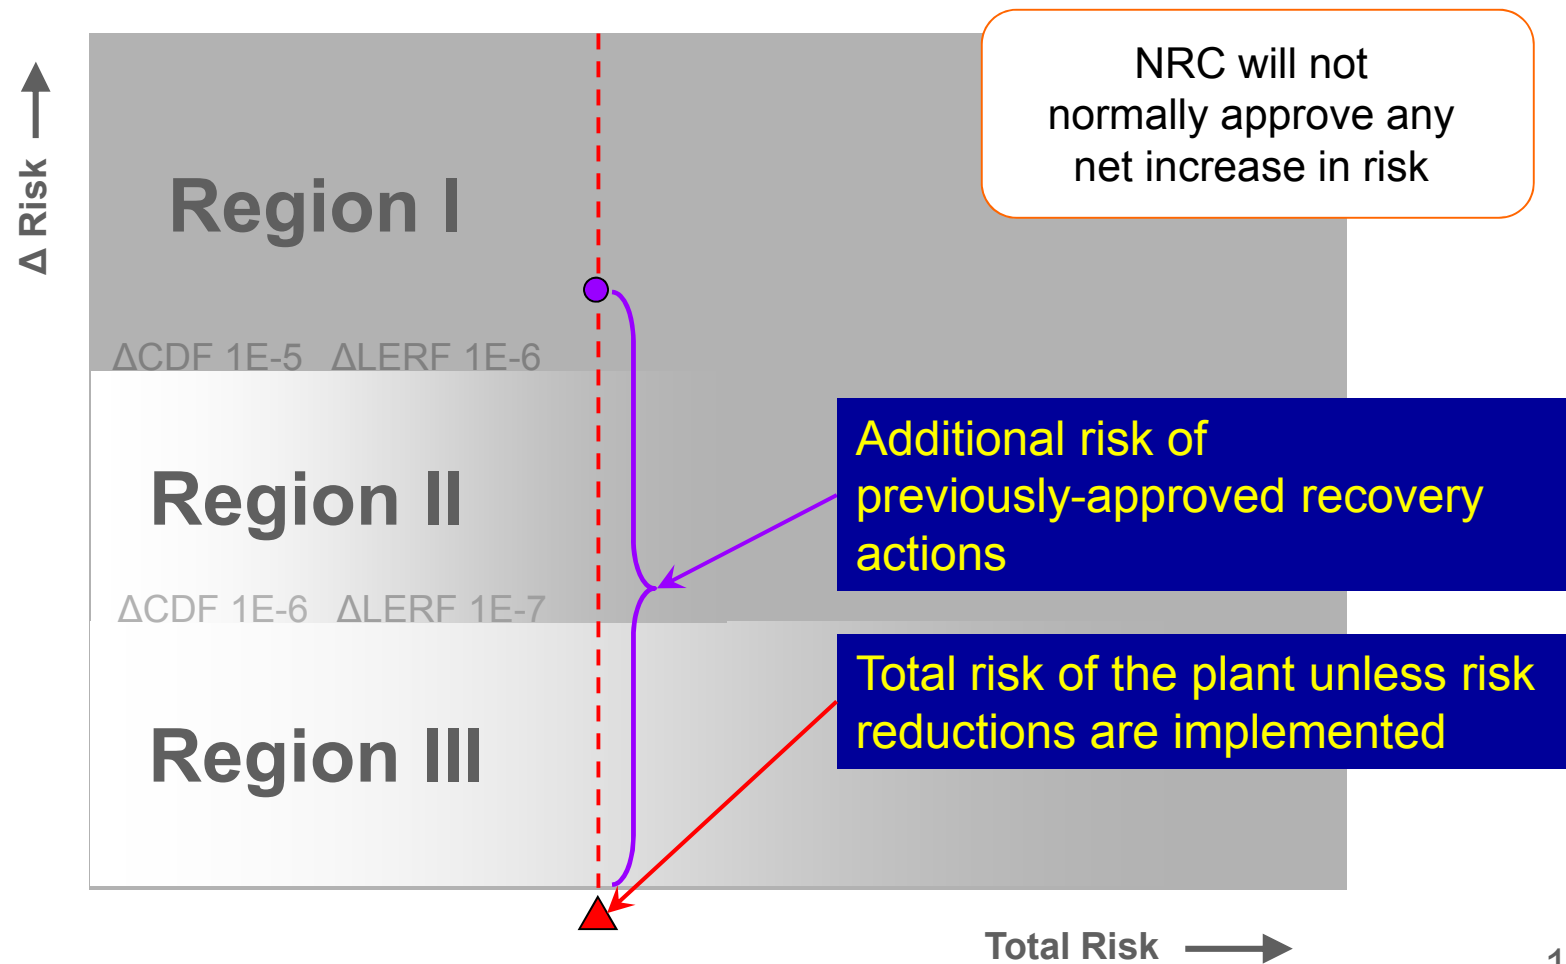 NRC will not
normally approve any
net increase in risk
Δ Risk
Region I
ΔCDF 1E-5 ΔLERF 1E-6
Additional risk of
previously-approved recovery
actions
Region II
ΔCDF 1E-6 ΔLERF 1E-7
Total risk of the plant unless risk
reductions are implemented
Region III
Total Risk